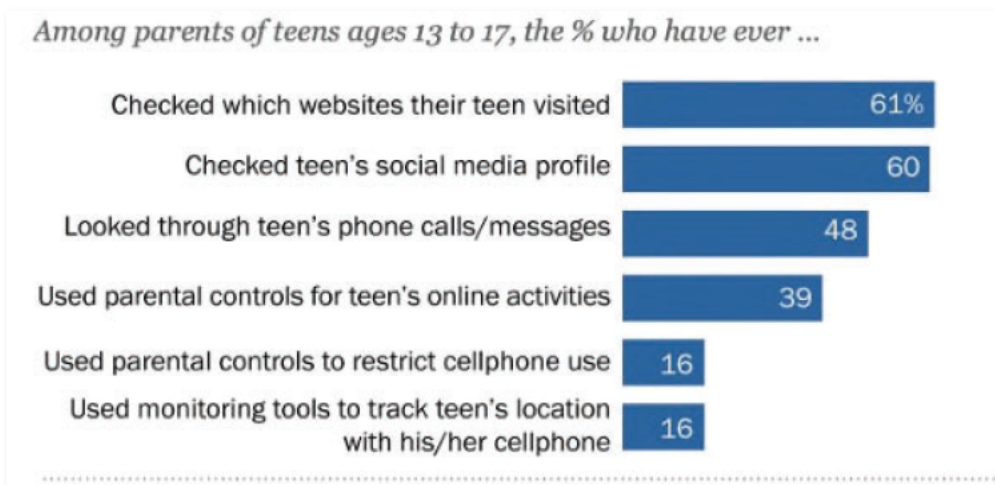 Among parents of teens ages 13 to 17, the % who have ever ...
Checked which websites their teen visited 61%
Checked teen's social media profile 60
Looked through teen's phone calls/messages 48
Used parental controls for teen's online activities 39
Used parental controls to restrict cellphone use 16
Used monitoring tools to track teen's location
with his/her cellphone 16